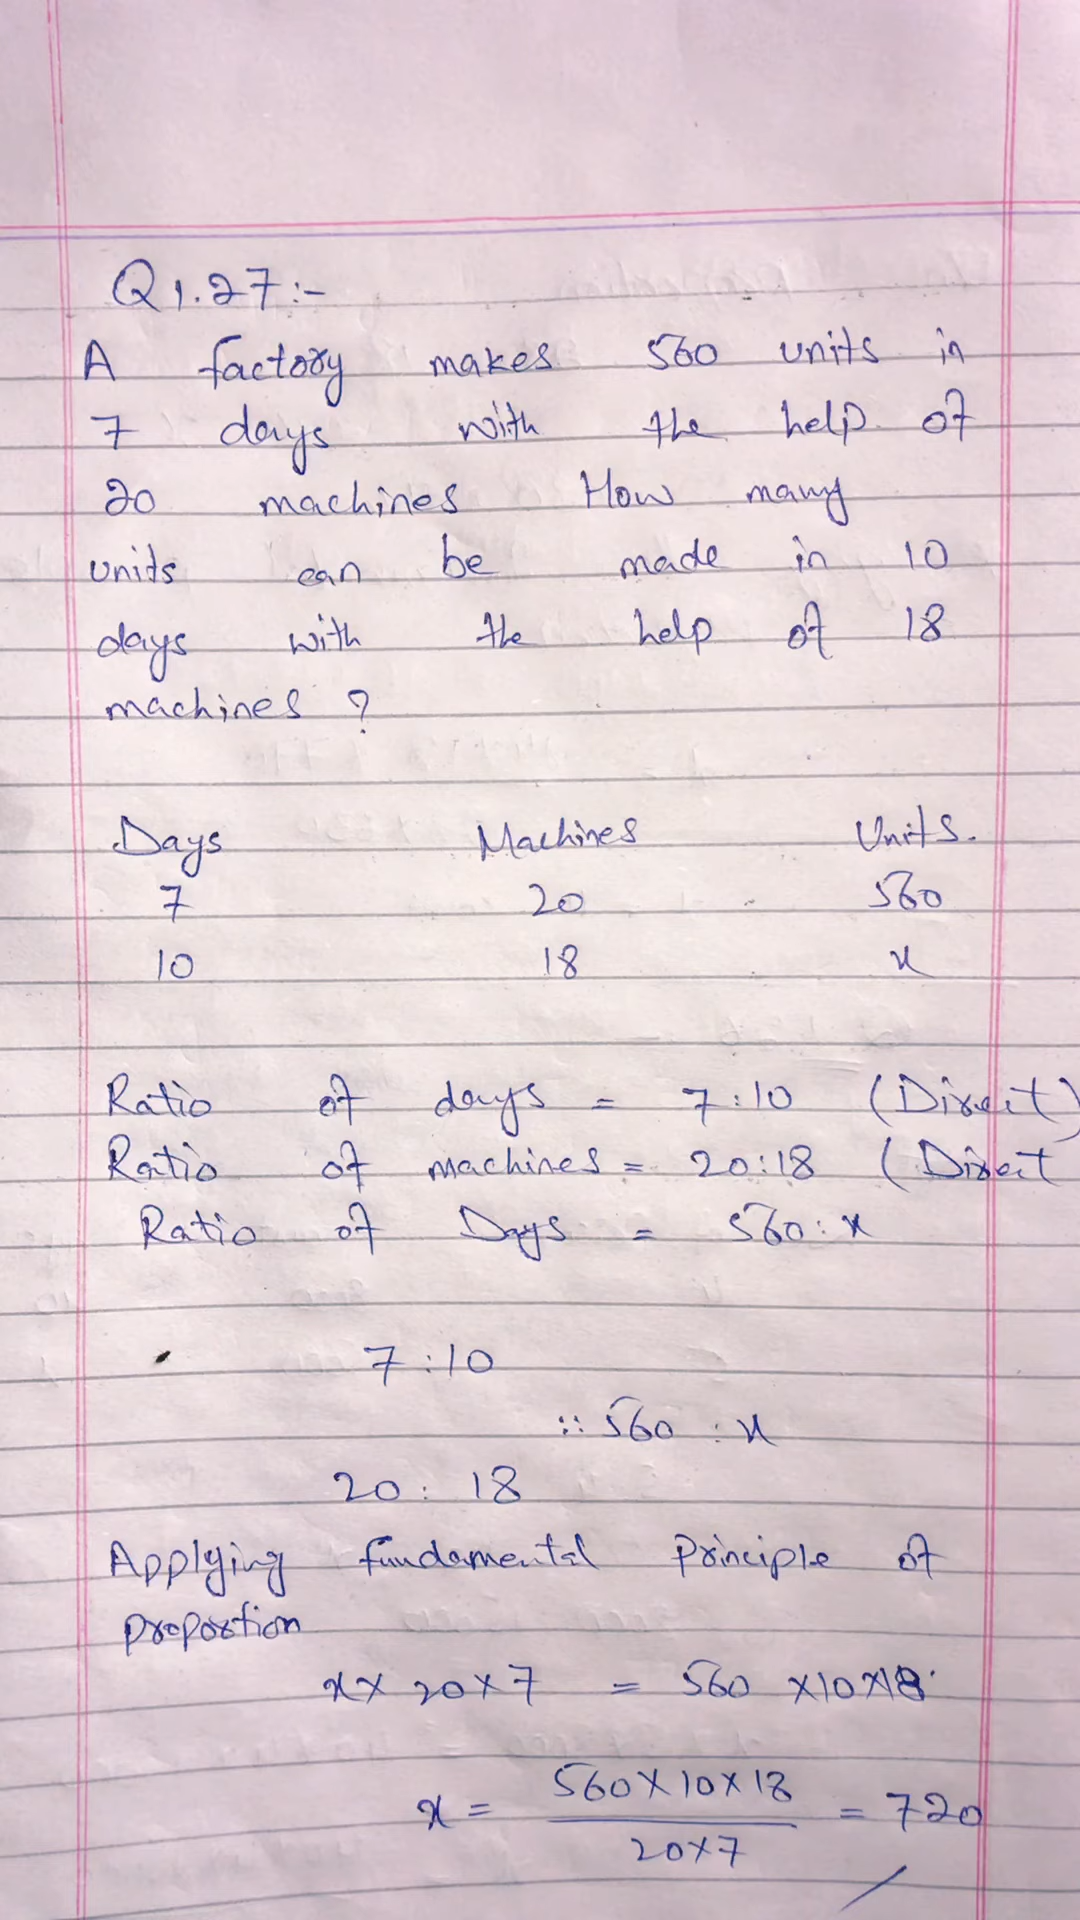 Q1.27:-
A factory makes 560 units in
7 days with the help of
20 machines How many
units can be made in 10
days with the help of 18
machines ?
Days Machines Units.
7 20 560
10 18 x
Ratio of days = 7:10 (Direct)
Ratio of machines = 20:18 (Direct
Ratio of Days = 560:x
7:10
:: 560 : x
20 : 18
Applying fundamental Principle of
proportion
x × 20 × 7 = 560 × 10 × 18
x = 560 × 10 × 18 / 20 × 7 = 720